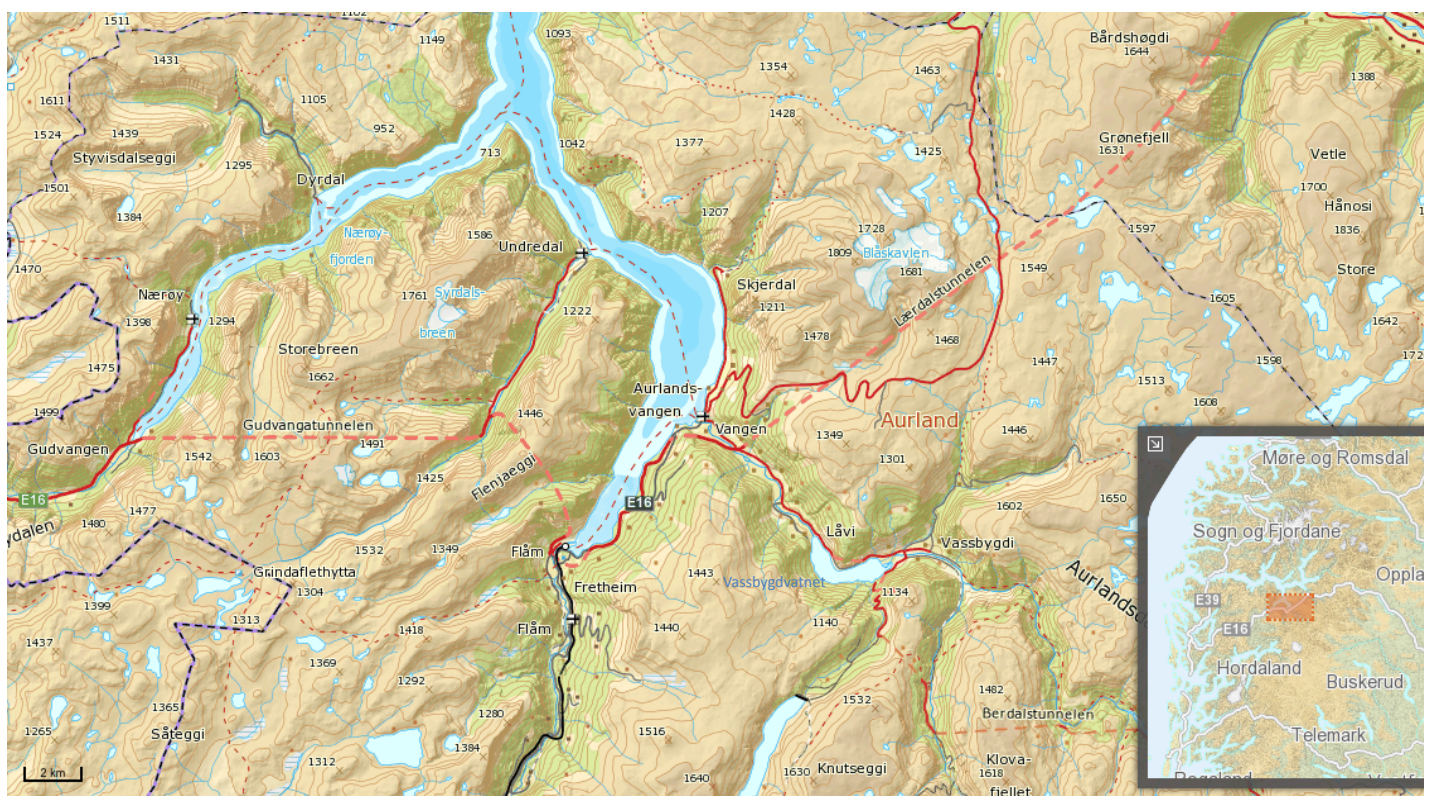 1511
1102
1149
1093
1431
1354
1463
Bårdshøgdi
1644
1388
1611
1105
1428
1524
1439
952
1042
1377
1425
Grønefjell
1631
Styvisdalseggi
1295
713
Vetle
1501
Dyrdal
1700
1384
1207
Hånosi
Nærøy-
fjorden
1586
Undredal
1728
1809
Blåskavlen
1681
1597
1836
1470
Skjerdal
1549
Store
Nærøy-
1761
Syrdals-
breen
1211
Lærdalstunnelen
1605
1398
1294
1222
1478
1468
1642
Storebreen
1447
1598
1475
1662
Aurlands-
vangen
1513
1499
1446
Aurland
1608
Gudvangatunnelen
Gudvangen
1491
Vangen
1349
1446
1542
1603
1425
Flenjaeggi
1301
E16
E16
1602
1650
1477
1480
ydalen
1532
1349
Flåm
Låvi
Vassbygdi
Grindaflethytta
1304
Fretheim
1443
Vassbygdvatnet
1134
1399
1313
1418
Flåm
1440
1140
1437
1369
1292
1532
1482
1365
1280
Berdalstunnelen
1265
Såteggi
1384
1516
1312
Klova-
1618
fjellet
2 km
1640
1630
Knutseggi
Møre og Romsdal
Sogn og Fjordane
Oppla
E39
E16
Hordaland
Buskerud
Telemark